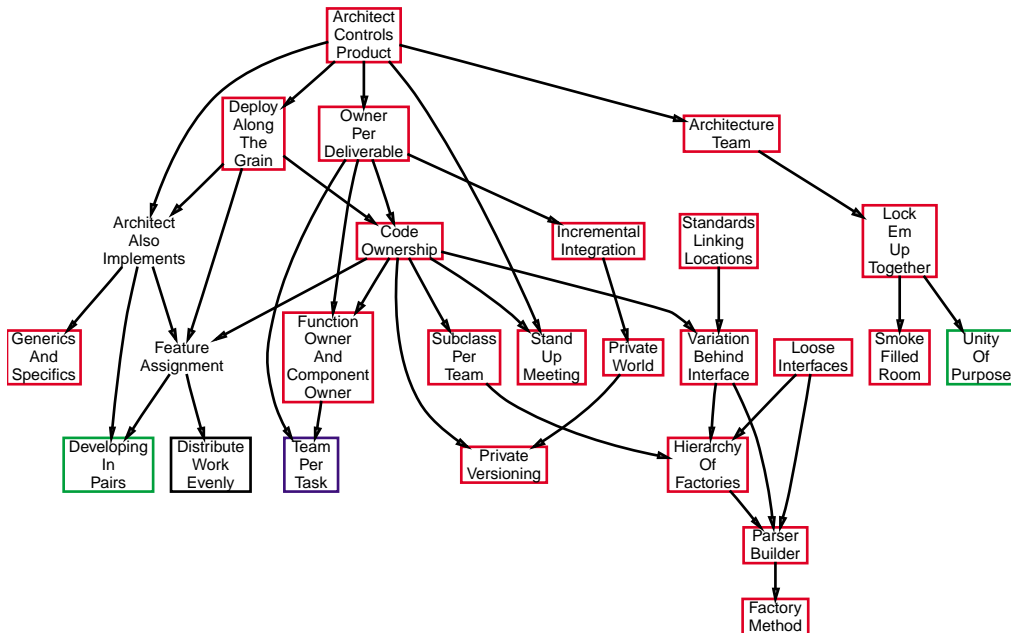 Architect
Controls
Product
Deploy
Along
The
Grain
Owner
Per
Deliverable
Architecture
Team
Architect
Also
Implements
Code
Ownership
Incremental
Integration
Standards
Linking
Locations
Lock
Em
Up
Together
Generics
And
Specifics
Feature
Assignment
Function
Owner
And
Component
Owner
Subclass
Per
Team
Stand
Up
Meeting
Private
World
Variation
Behind
Interface
Loose
Interfaces
Smoke
Filled
Room
Unity
Of
Purpose
Developing
In
Pairs
Distribute
Work
Evenly
Team
Per
Task
Private
Versioning
Hierarchy
Of
Factories
Parser
Builder
Factory
Method